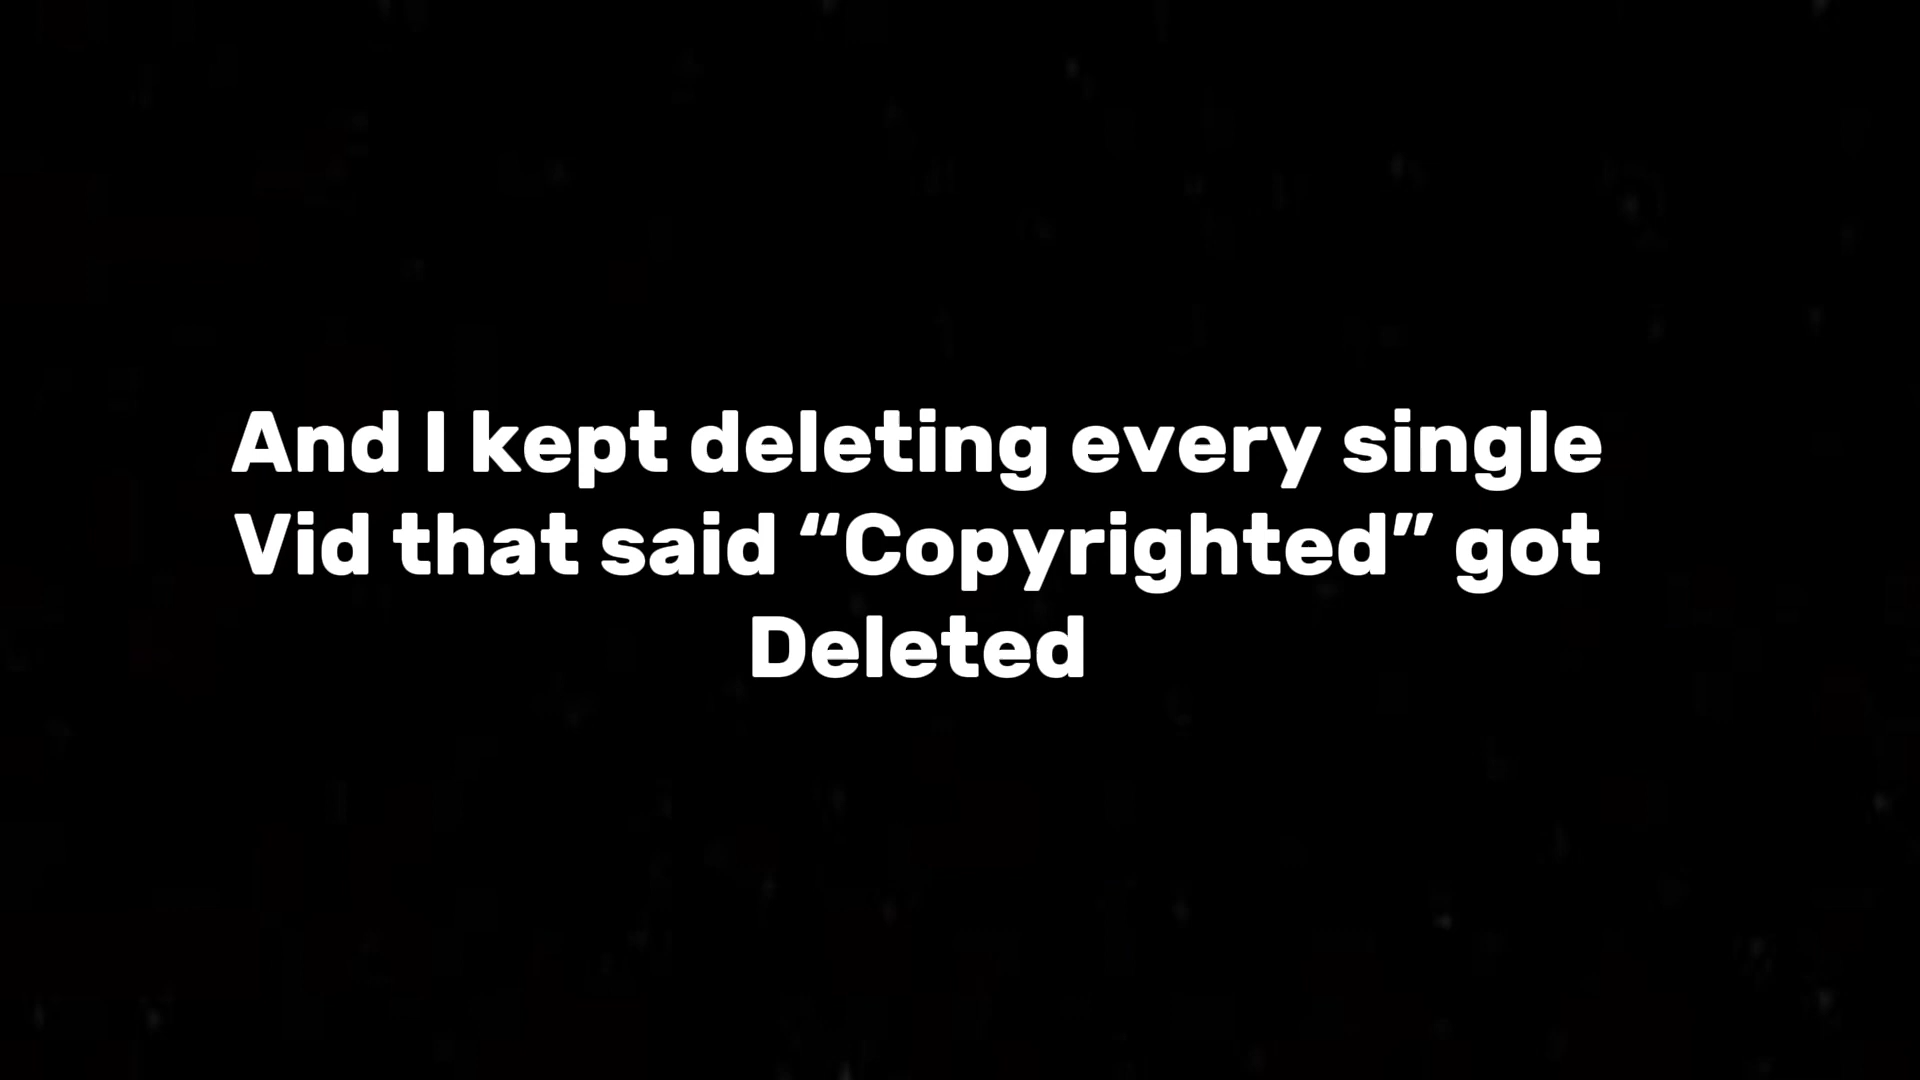 And I kept deleting every single
Vid that said “Copyrighted” got
Deleted